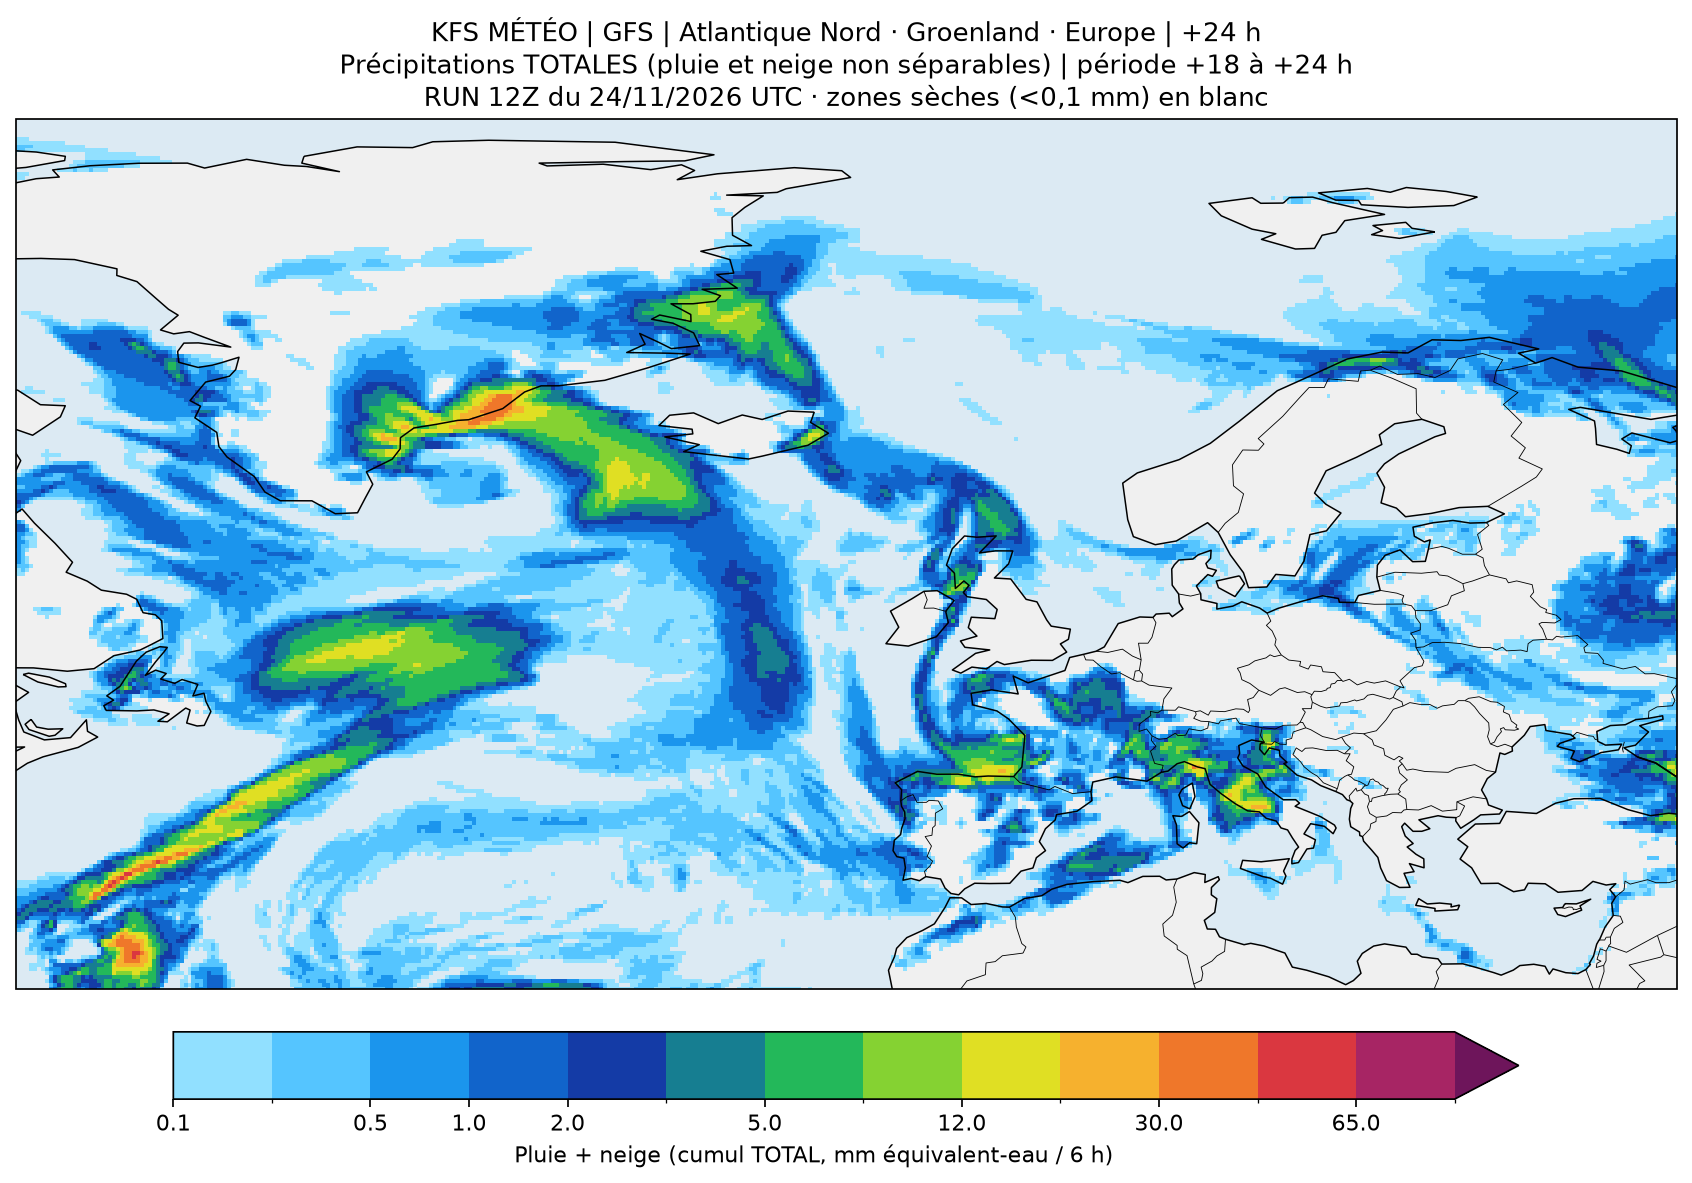 KFS MÉTÉO | GFS | Atlantique Nord · Groenland · Europe | +24 h
Précipitations TOTALES (pluie et neige non séparables) | période +18 à +24 h
RUN 12Z du 24/11/2026 UTC · zones sèches (<0,1 mm) en blanc
0.1 0.5 1.0 2.0 5.0 12.0 30.0 65.0
Pluie + neige (cumul TOTAL, mm équivalent-eau / 6 h)